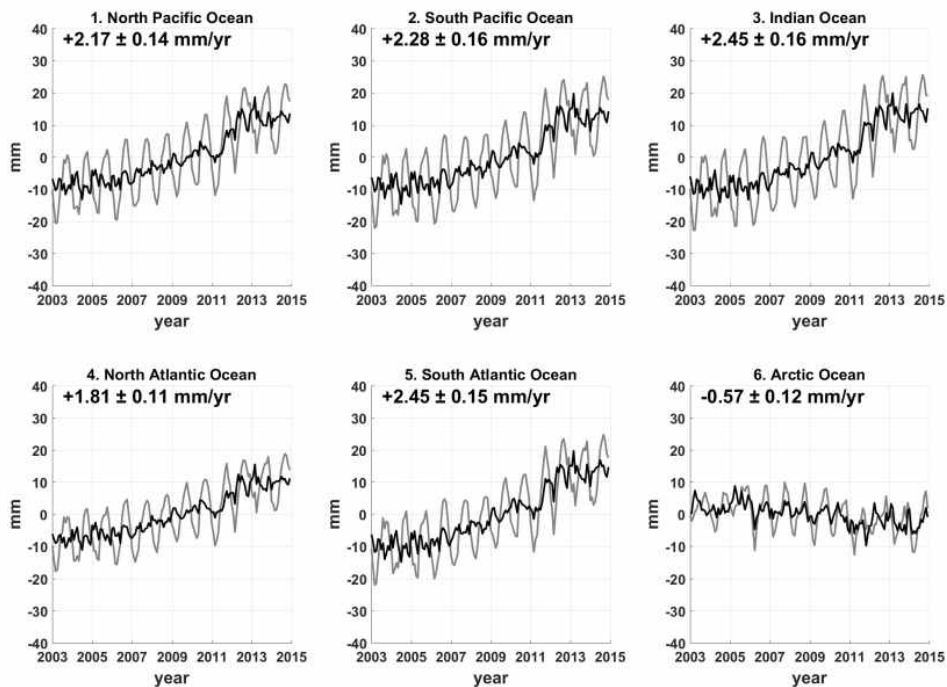 1. North Pacific Ocean
+2.17 ± 0.14 mm/yr
40
30
20
10
0
-10
-20
-30
-40
mm
2003 2005 2007 2009 2011 2013 2015
year
2. South Pacific Ocean
+2.28 ± 0.16 mm/yr
40
30
20
10
0
-10
-20
-30
-40
mm
2003 2005 2007 2009 2011 2013 2015
year
3. Indian Ocean
+2.45 ± 0.16 mm/yr
40
30
20
10
0
-10
-20
-30
-40
mm
2003 2005 2007 2009 2011 2013 2015
year
4. North Atlantic Ocean
+1.81 ± 0.11 mm/yr
40
30
20
10
0
-10
-20
-30
-40
mm
2003 2005 2007 2009 2011 2013 2015
year
5. South Atlantic Ocean
+2.45 ± 0.15 mm/yr
40
30
20
10
0
-10
-20
-30
-40
mm
2003 2005 2007 2009 2011 2013 2015
year
6. Arctic Ocean
-0.57 ± 0.12 mm/yr
40
30
20
10
0
-10
-20
-30
-40
mm
2003 2005 2007 2009 2011 2013 2015
year